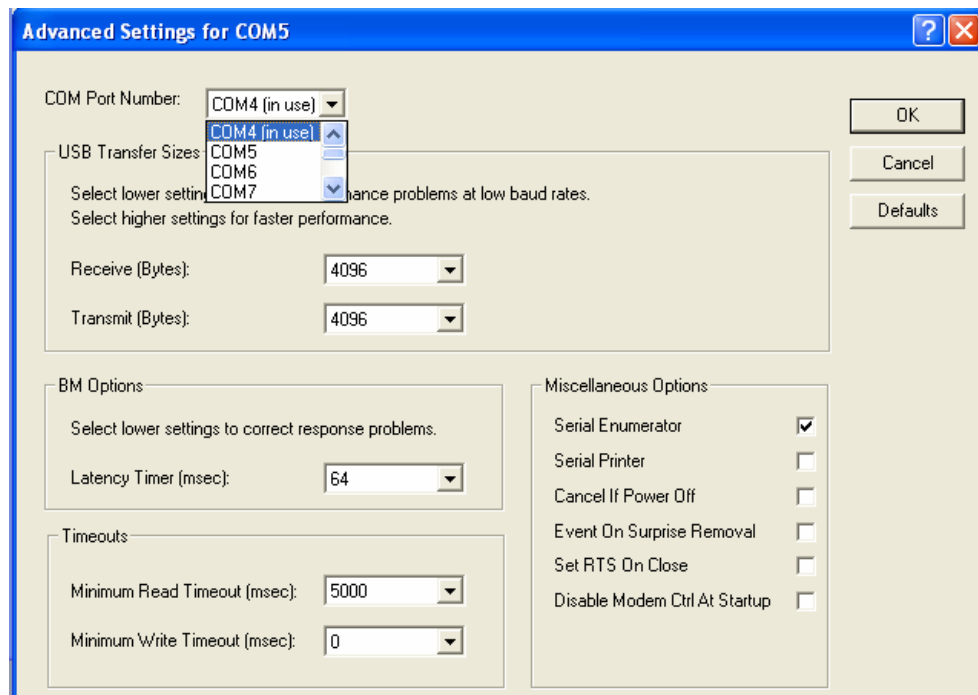 Advanced Settings for COM5
COM Port Number:
COM4 (in use)
COM4 (in use)
COM5
COM6
COM7
OK
Cancel
Defaults
USB Transfer Sizes
Select lower settin mance problems at low baud rates.
Select higher settings for faster performance.
Receive (Bytes):
4096
Transmit (Bytes):
4096
BM Options
Select lower settings to correct response problems.
Latency Timer (msec):
64
Timeouts
Minimum Read Timeout (msec):
5000
Minimum Write Timeout (msec):
0
Miscellaneous Options
Serial Enumerator
Serial Printer
Cancel If Power Off
Event On Surprise Removal
Set RTS On Close
Disable Modem Ctrl At Startup